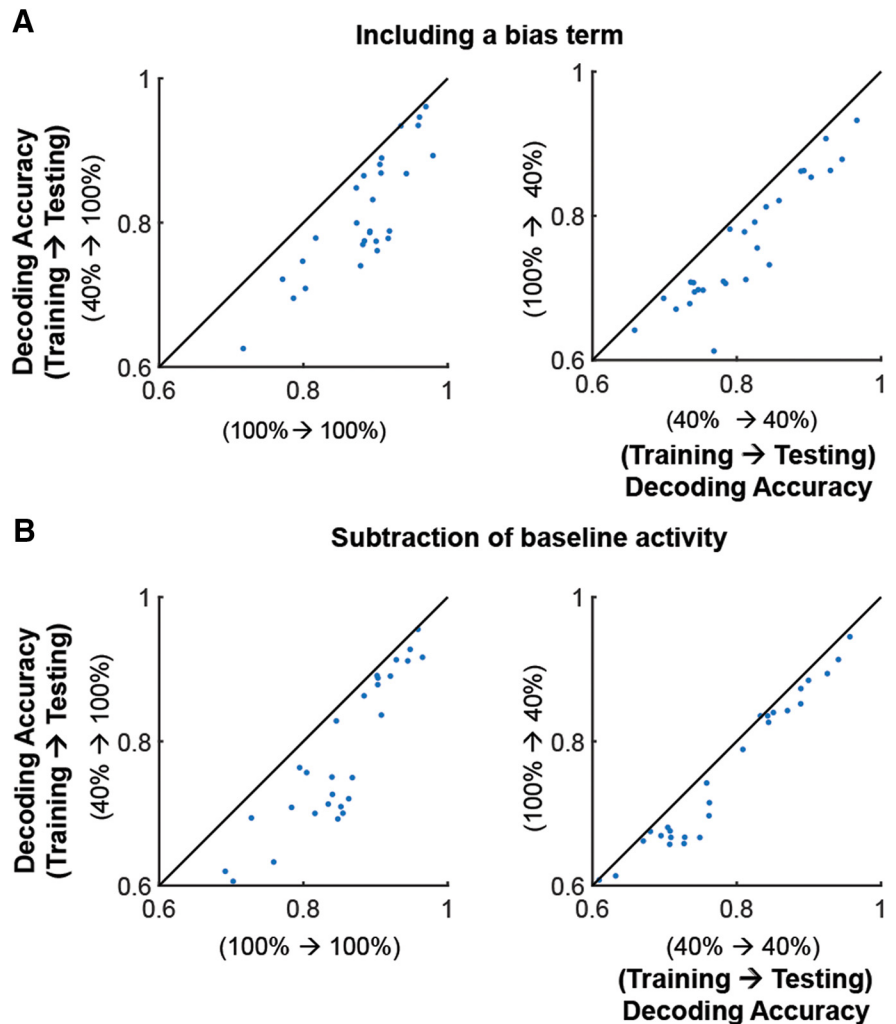 A
Including a bias term
Decoding Accuracy
(Training → Testing)
(40% → 100%)
1
0.8
0.6
0.6
0.8
1
(100% → 100%)
(100% → 40%)
1
0.8
0.6
0.6
0.8
1
(40% → 40%)
(Training → Testing)
Decoding Accuracy
B
Subtraction of baseline activity
Decoding Accuracy
(Training → Testing)
(40% → 100%)
1
0.8
0.6
0.6
0.8
1
(100% → 100%)
(100% → 40%)
1
0.8
0.6
0.6
0.8
1
(40% → 40%)
(Training → Testing)
Decoding Accuracy